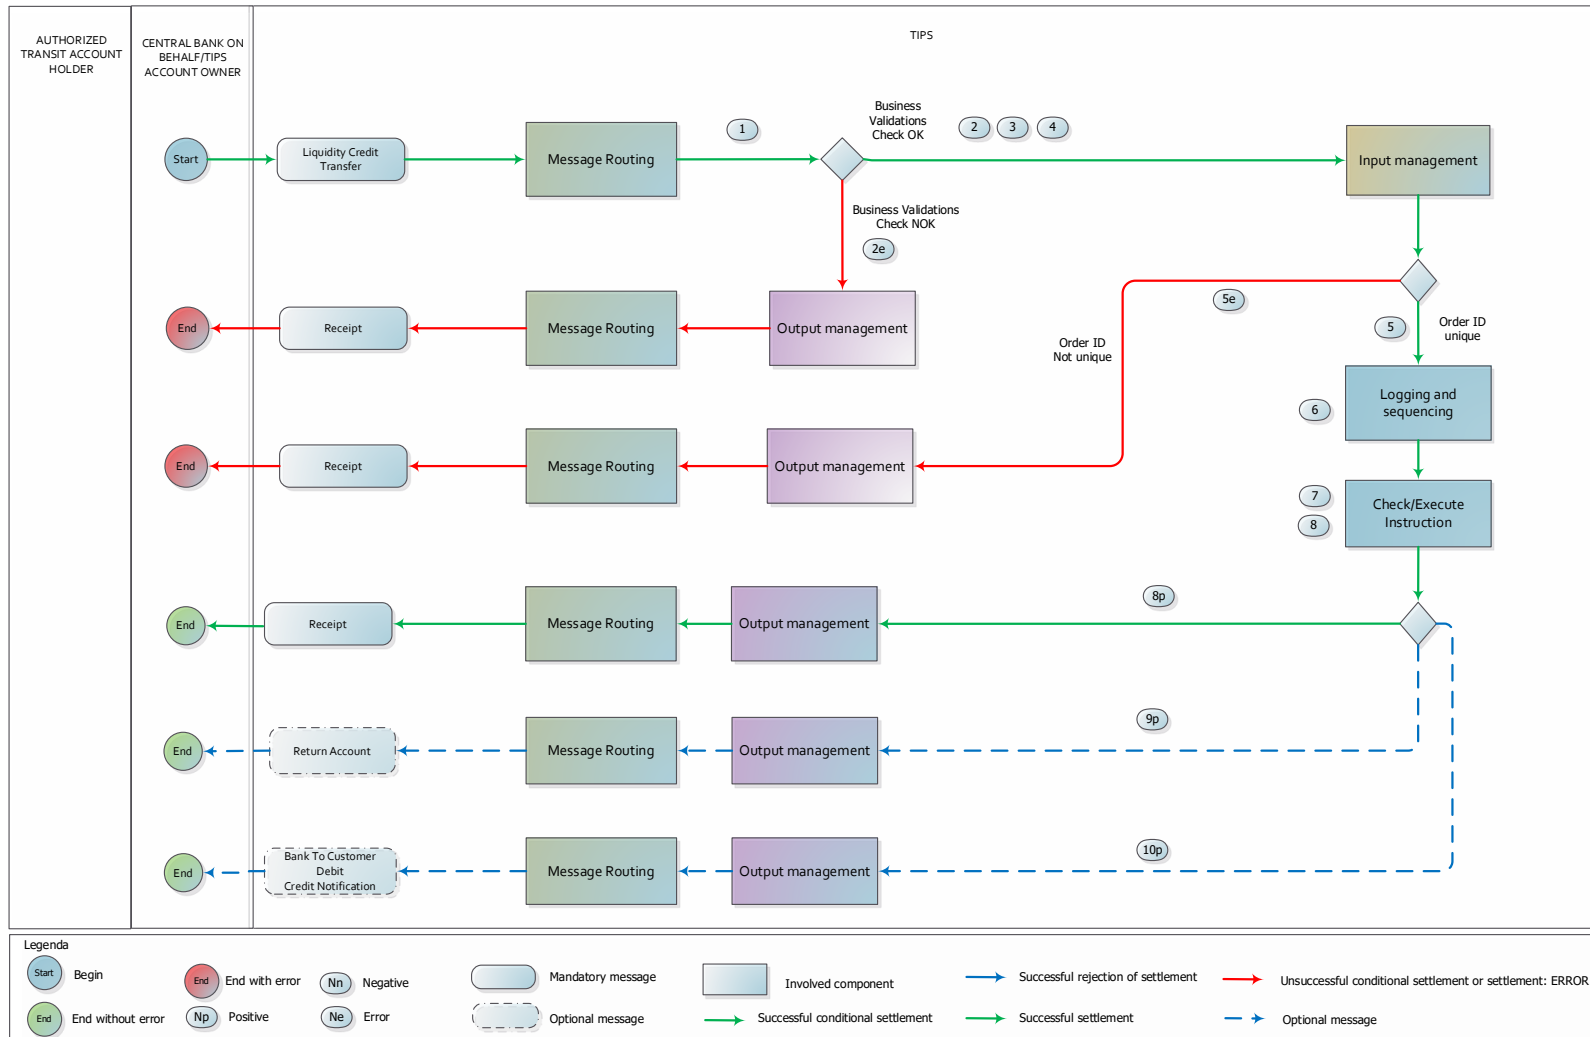 AUTHORIZED
TRANSIT ACCOUNT
HOLDER
CENTRAL BANK ON
BEHALF/TIPS
ACCOUNT OWNER
TIPS
Start
Liquidity Credit
Transfer
Message Routing
1
Business
Validations
Check OK
2
3
4
Input management
Business Validations
Check NOK
2e
End
Receipt
Message Routing
Output management
5e
5
Order ID
unique
Order ID
Not unique
Logging and
sequencing
6
End
Receipt
Message Routing
Output management
7
8
Check/Execute
Instruction
End
Receipt
Message Routing
Output management
8p
End
Return Account
Message Routing
Output management
9p
End
Bank To Customer
Debit
Credit Notification
Message Routing
Output management
10p
Legenda
Start
Begin
End
End with error
Nn
Negative
Mandatory message
Involved component
Successful rejection of settlement
Unsuccessful conditional settlement or settlement: ERROR
End
End without error
Np
Positive
Ne
Error
Optional message
Successful conditional settlement
Successful settlement
Optional message